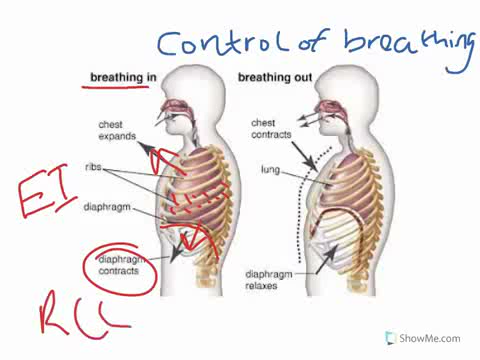 Control of breathing
breathing in
breathing out
chest
expands
chest
contracts
ribs
lung
EI
diaphragm
diaphragm
contracts
diaphragm
relaxes
RCC
ShowMe.com